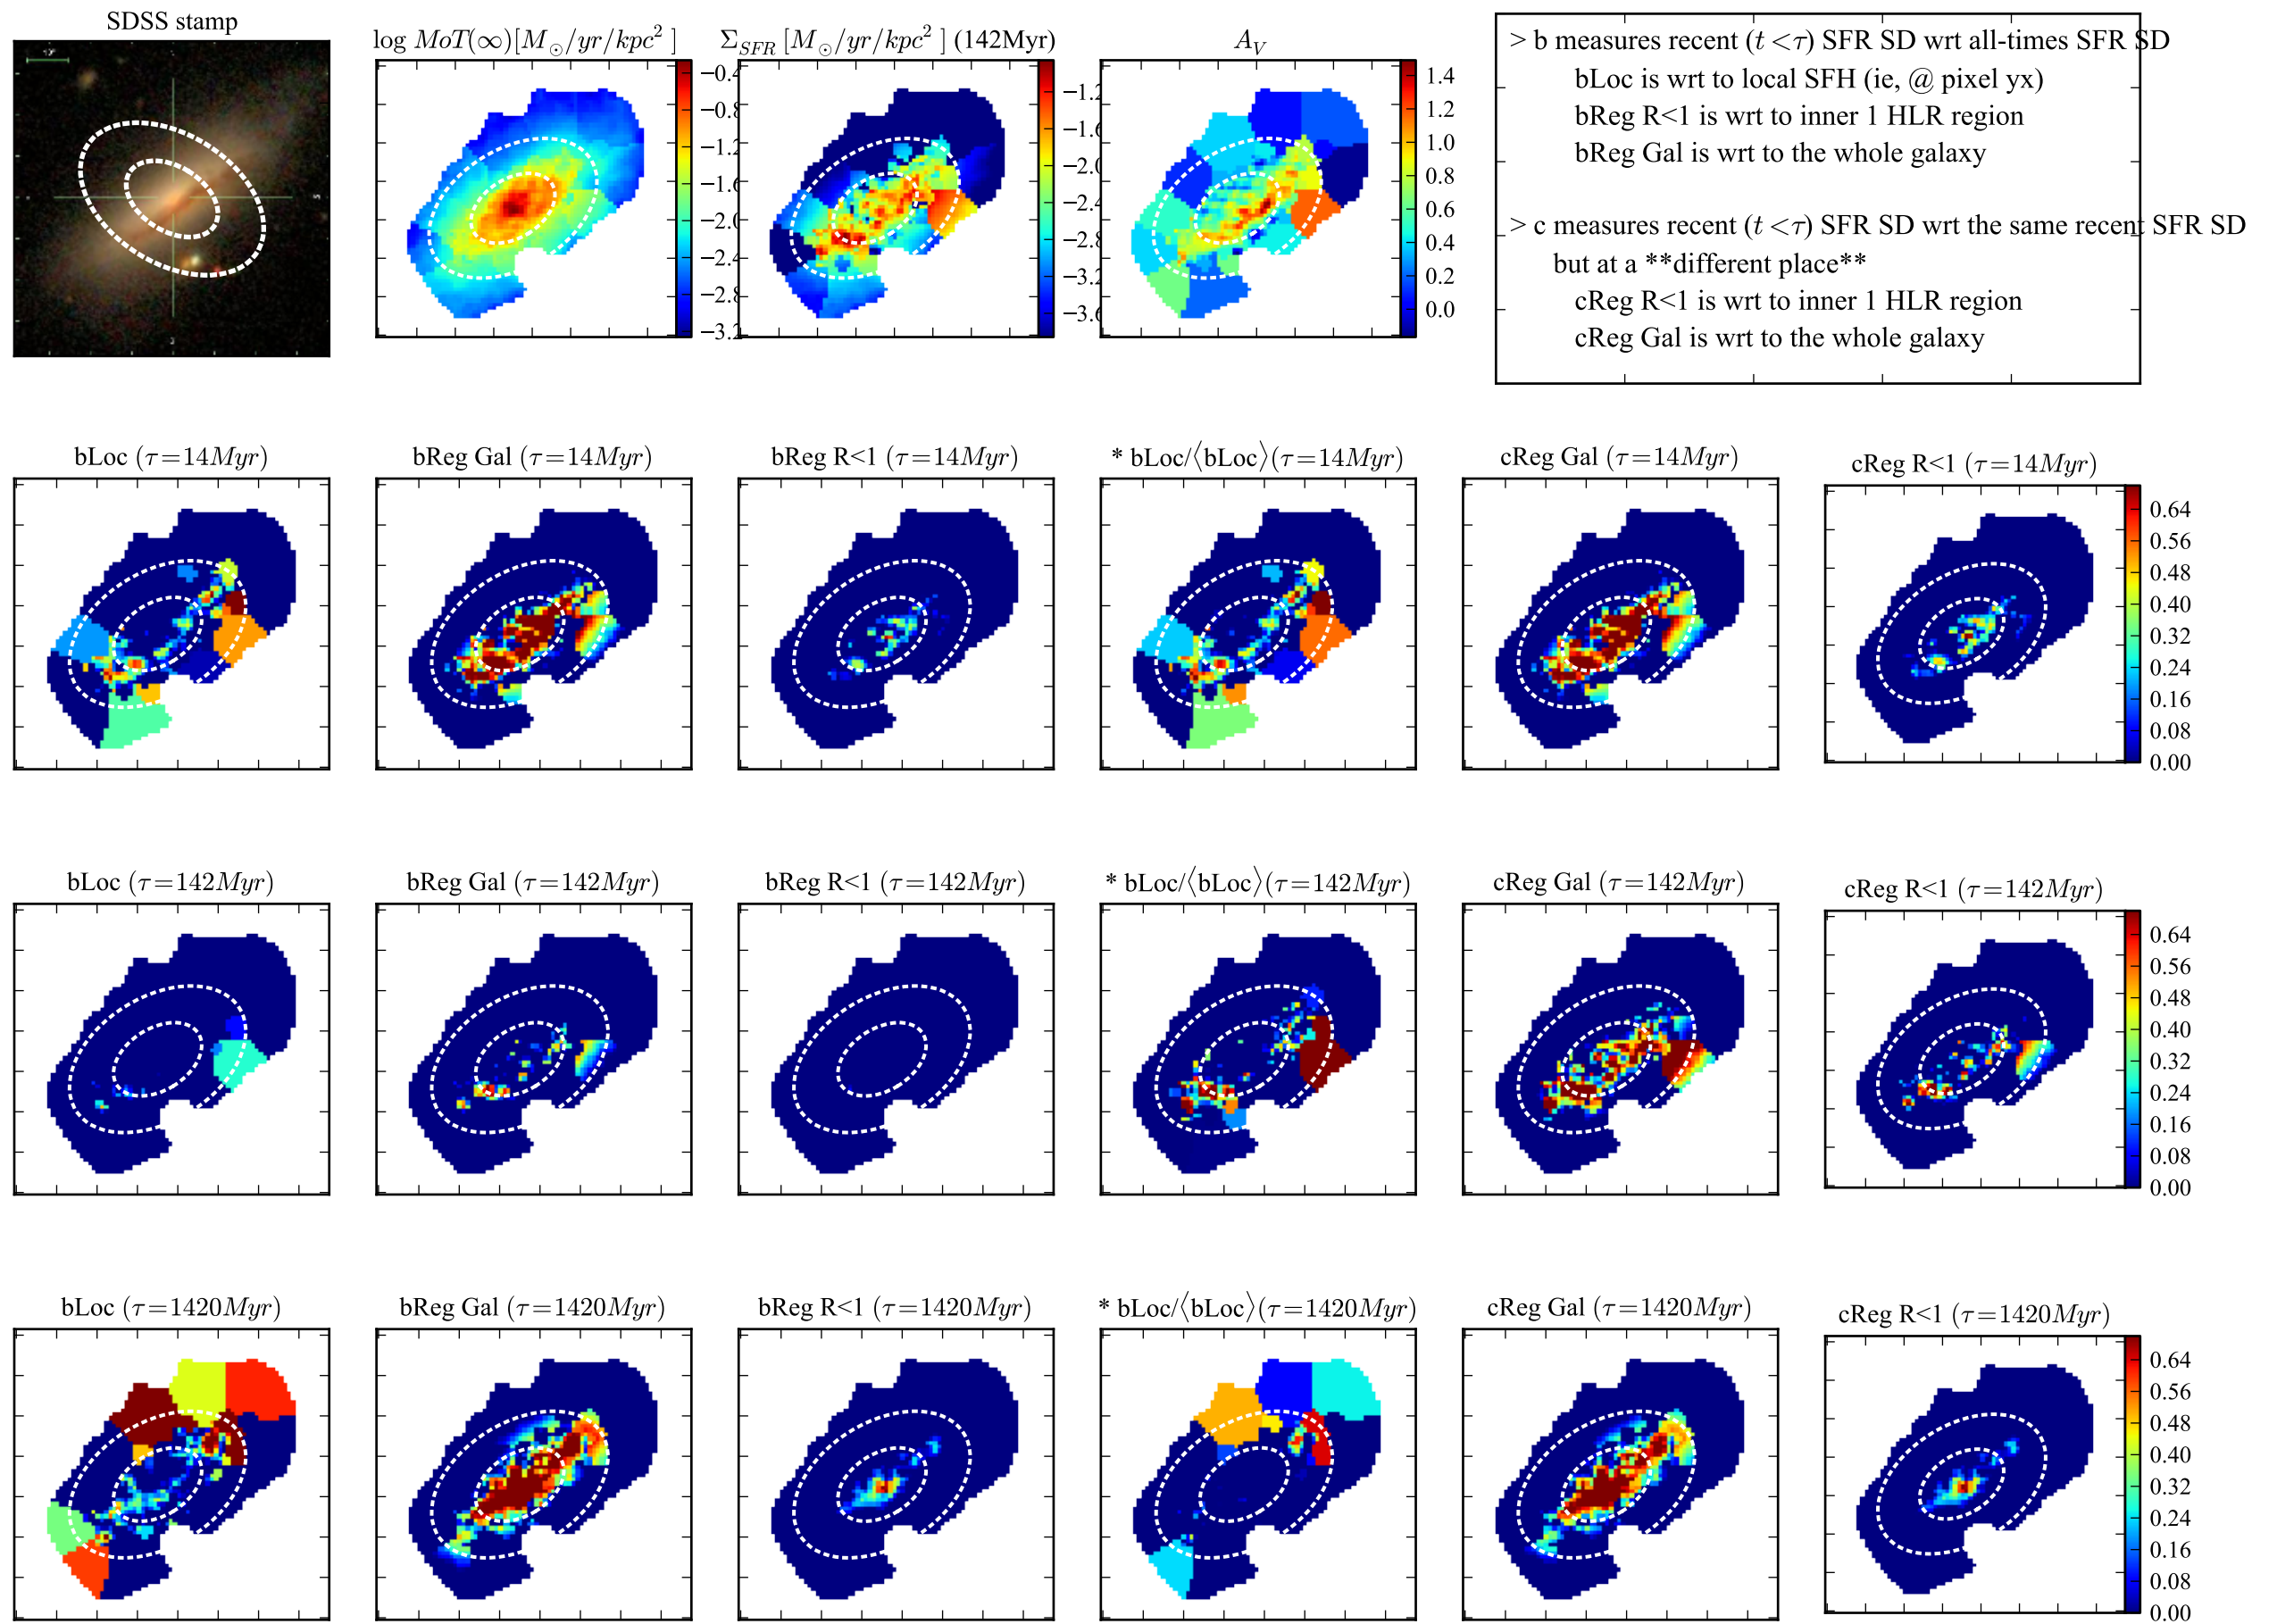 SDSS stamp
log MoT(∞)[M⊙/yr/kpc² ]
Σ_SFR [M⊙/yr/kpc² ] (142Myr)
A_V
−0.4
−0.8
−1.2
−1.6
−2.0
−2.4
−2.8
−3.2
−1.2
−1.6
−2.0
−2.4
−2.8
−3.2
−3.6
1.4
1.2
1.0
0.8
0.6
0.4
0.2
0.0
> b measures recent (t <τ) SFR SD wrt all-times SFR SD
bLoc is wrt to local SFH (ie, @ pixel yx)
bReg R<1 is wrt to inner 1 HLR region
bReg Gal is wrt to the whole galaxy
> c measures recent (t <τ) SFR SD wrt the same recent SFR SD
but at a **different place**
cReg R<1 is wrt to inner 1 HLR region
cReg Gal is wrt to the whole galaxy
bLoc (τ=14Myr)
bReg Gal (τ=14Myr)
bReg R<1 (τ=14Myr)
* bLoc/⟨bLoc⟩(τ=14Myr)
cReg Gal (τ=14Myr)
cReg R<1 (τ=14Myr)
0.64
0.56
0.48
0.40
0.32
0.24
0.16
0.08
0.00
bLoc (τ=142Myr)
bReg Gal (τ=142Myr)
bReg R<1 (τ=142Myr)
* bLoc/⟨bLoc⟩(τ=142Myr)
cReg Gal (τ=142Myr)
cReg R<1 (τ=142Myr)
0.64
0.56
0.48
0.40
0.32
0.24
0.16
0.08
0.00
bLoc (τ=1420Myr)
bReg Gal (τ=1420Myr)
bReg R<1 (τ=1420Myr)
* bLoc/⟨bLoc⟩(τ=1420Myr)
cReg Gal (τ=1420Myr)
cReg R<1 (τ=1420Myr)
0.64
0.56
0.48
0.40
0.32
0.24
0.16
0.08
0.00